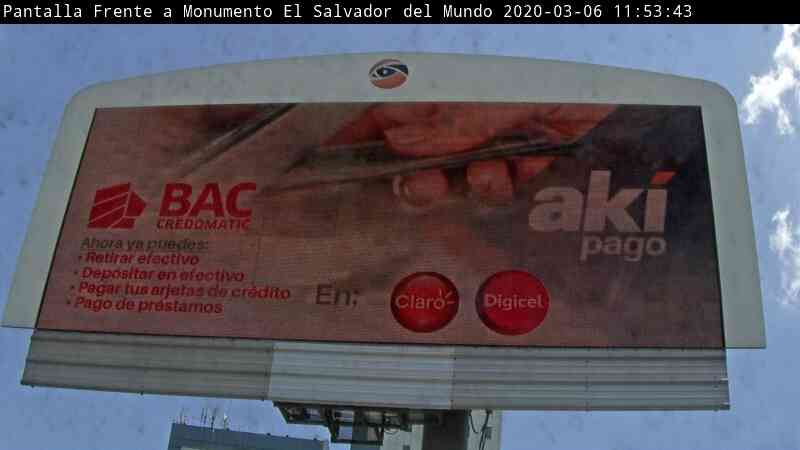 Pantalla Frente a Monumento El Salvador del Mundo 2020-03-06 11:53:43
BAC
CREDOMATIC
akí
pago
Ahora ya puedes:
• Retirar efectivo
• Depositar en efectivo
• Pagar tus arjetas de crédito
• Pago de préstamos
En:
Claro
Digicel